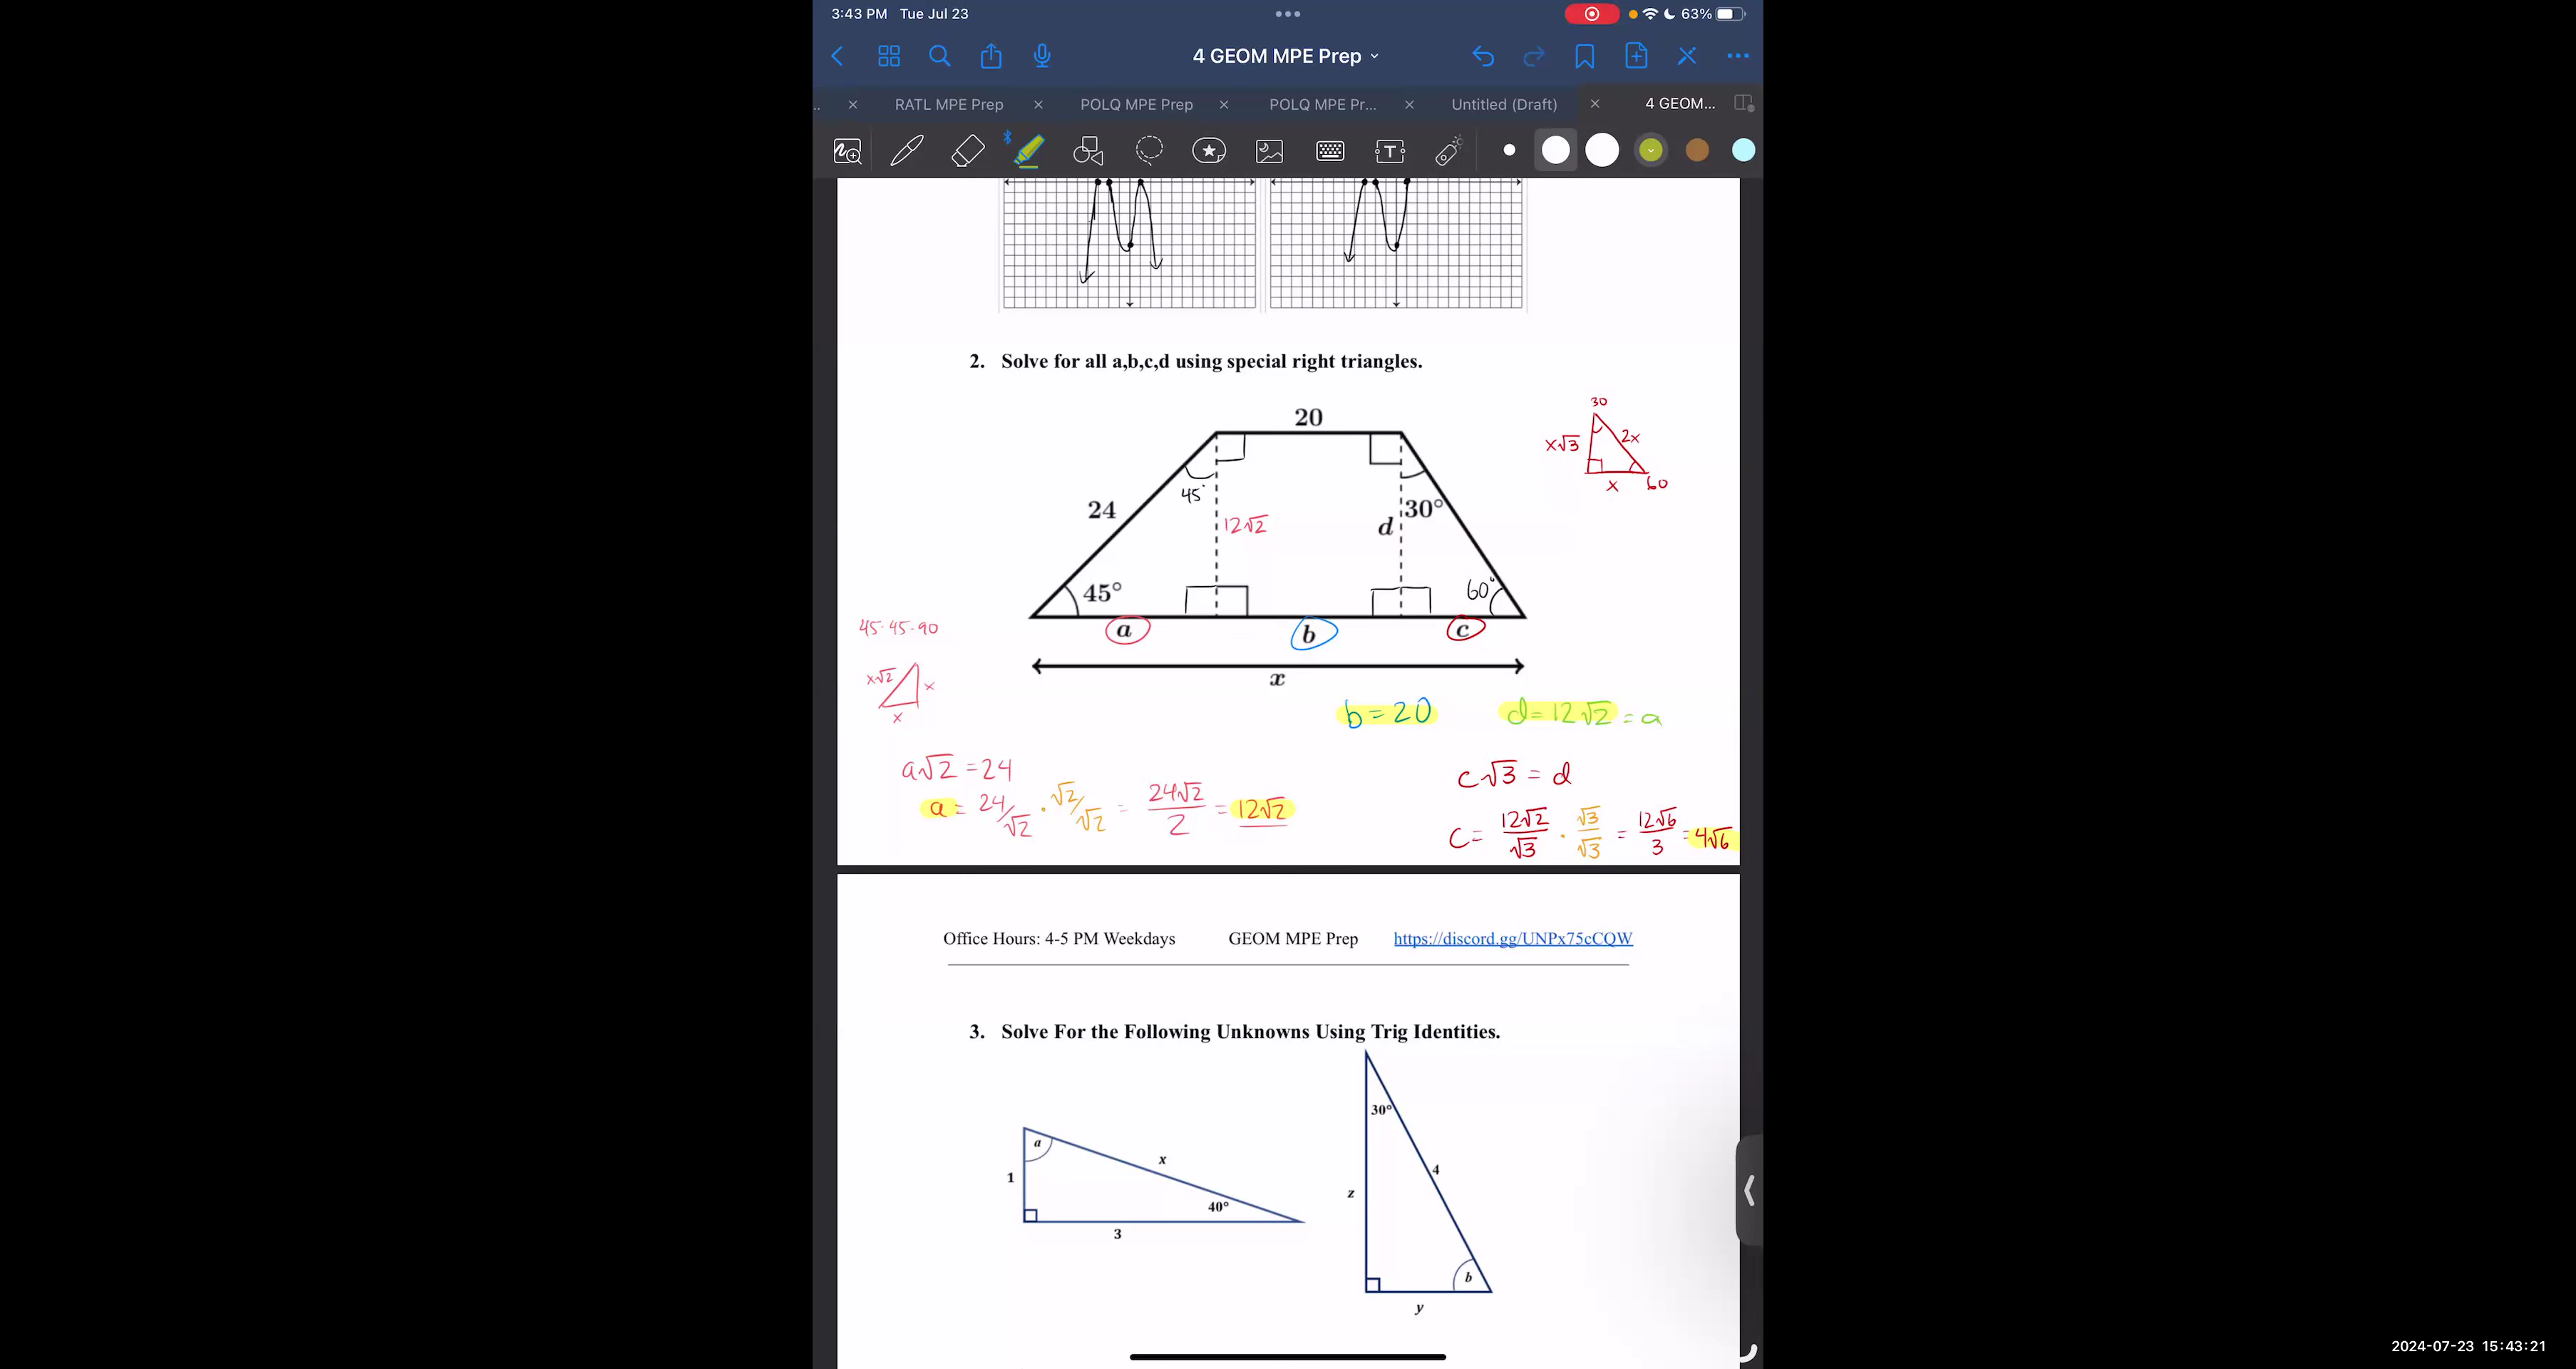 3:43 PM Tue Jul 23
63%
4 GEOM MPE Prep
.. × RATL MPE Prep × POLQ MPE Prep × POLQ MPE Pr... × Untitled (Draft) × 4 GEOM...
T
2. Solve for all a,b,c,d using special right triangles.
20
30
x√3
2x
x
60
24
45°
12√2
d
30°
45°
60°
a
b
c
x
45-45-90
x√2
x
x
b = 20
d = 12√2 = a
a√2 = 24
a = 24/√2 · √2/√2 = 24√2/2 = 12√2
c√3 = d
c = 12√2/√3 · √3/√3 = 12√6/3 = 4√6
Office Hours: 4-5 PM Weekdays GEOM MPE Prep https://discord.gg/UNPx75cCQW
3. Solve For the Following Unknowns Using Trig Identities.
a
x
1
40°
3
30°
4
z
b
y
2024-07-23 15:43:21